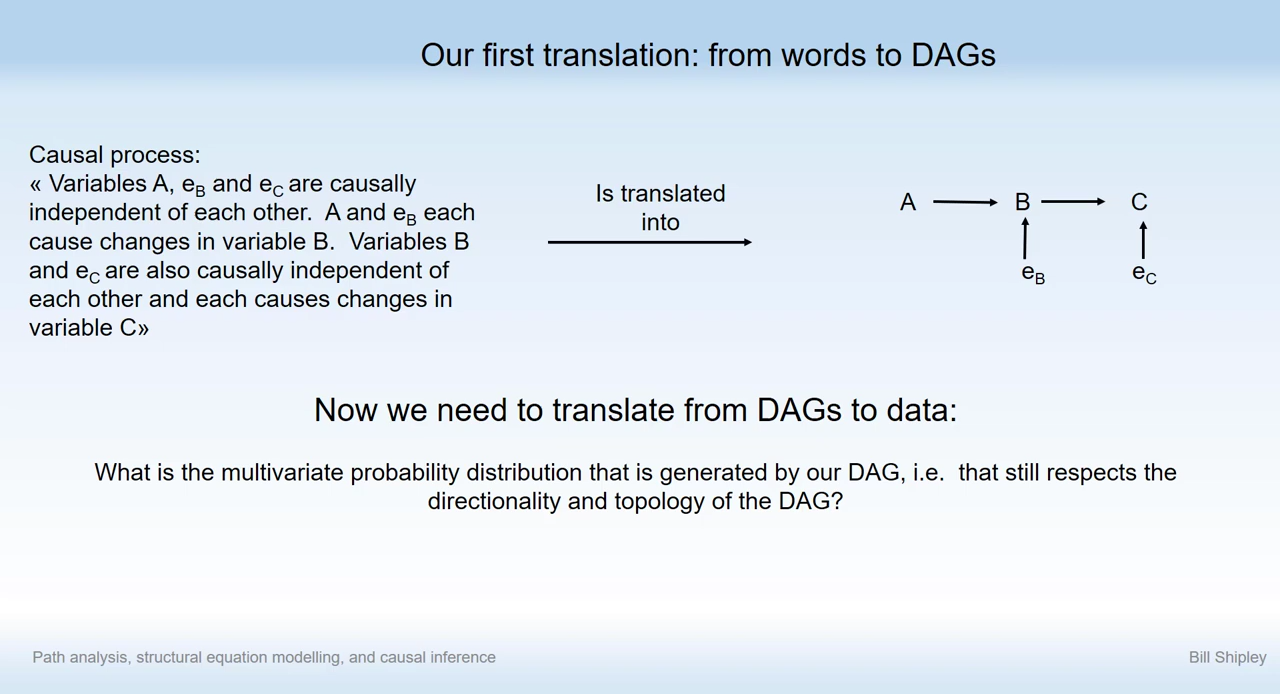 Our first translation: from words to DAGs
Causal process:
« Variables A, eB and eC are causally
independent of each other.  A and eB each
cause changes in variable B.  Variables B
and eC are also causally independent of
each other and each causes changes in
variable C»
Is translated
into
A B C
eB eC
Now we need to translate from DAGs to data:
What is the multivariate probability distribution that is generated by our DAG, i.e.  that still respects the
directionality and topology of the DAG?
Path analysis, structural equation modelling, and causal inference
Bill Shipley